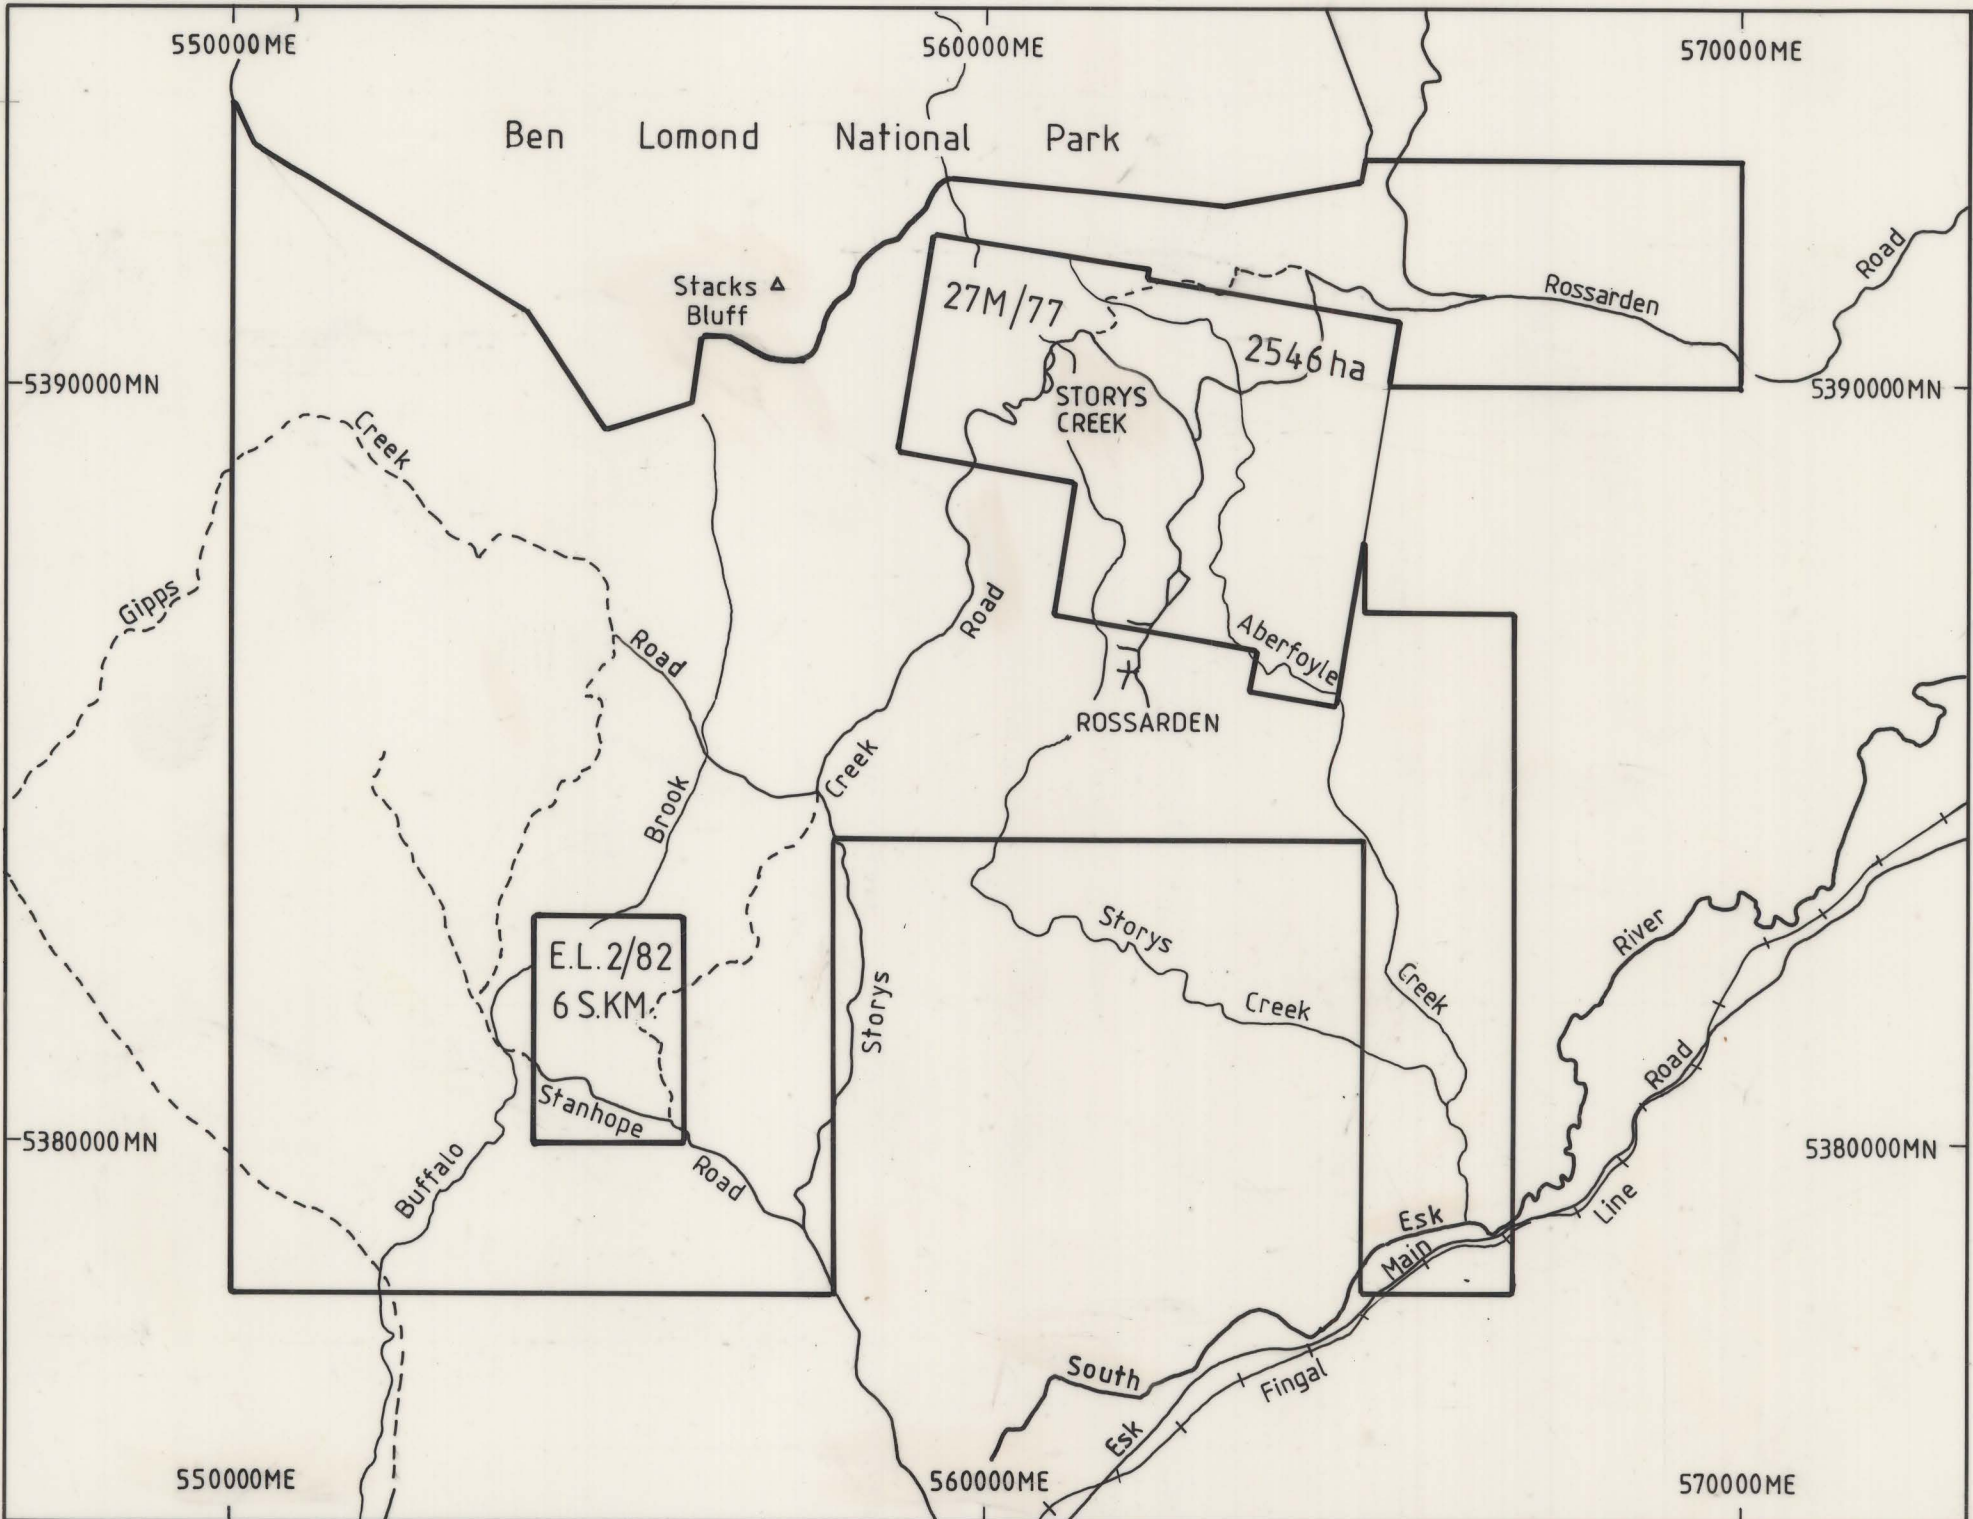 550000ME
560000ME
570000ME
Ben Lomond National Park
Stacks
Bluff
27M/77
2546 ha
Rossarden
Road
5390000MN
5390000MN
STORYS
CREEK
Creek
Gipps
Road
Road
Aberfoyle
ROSSARDEN
Creek
Brook
Storys
Creek
Creek
River
E.L. 2/82
6 S.KM.
Storys
Stanhope
Road
Road
5380000MN
5380000MN
Buffalo
Esk
Main
Line
South
Fingal
Esk
550000ME
560000ME
570000ME